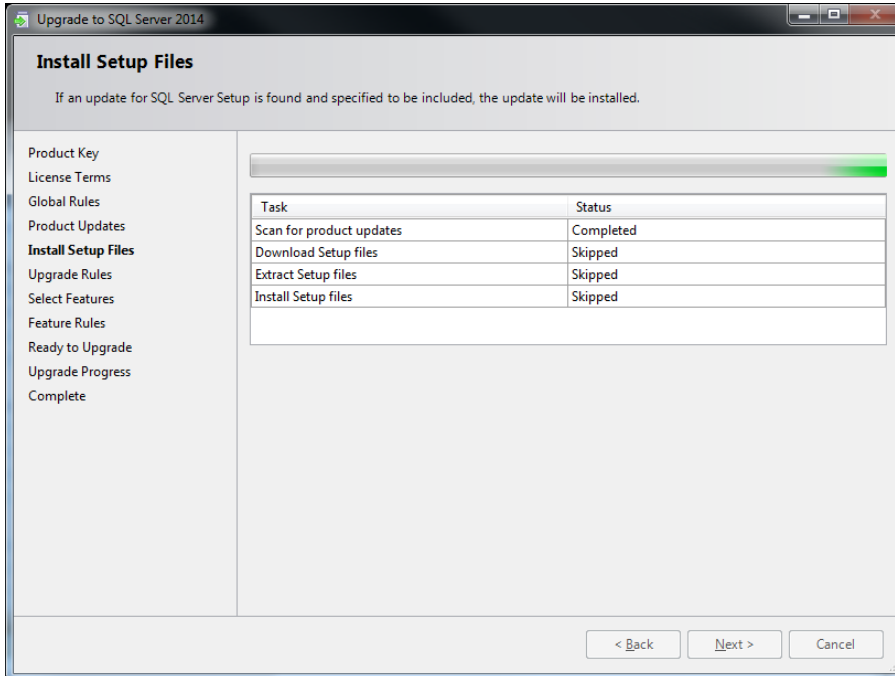 Upgrade to SQL Server 2014
Install Setup Files
If an update for SQL Server Setup is found and specified to be included, the update will be installed.
Product Key
License Terms
Global Rules
Product Updates
Install Setup Files
Upgrade Rules
Select Features
Feature Rules
Ready to Upgrade
Upgrade Progress
Complete
Task Status
Scan for product updates Completed
Download Setup files Skipped
Extract Setup files Skipped
Install Setup files Skipped
< Back Next > Cancel